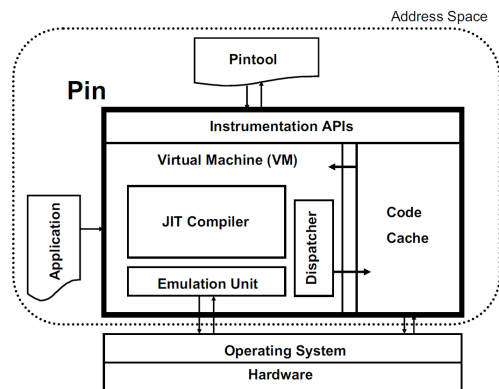 Address Space
Pintool
Pin
Instrumentation APIs
Virtual Machine (VM)
JIT Compiler
Emulation Unit
Dispatcher
Code
Cache
Application
Operating System
Hardware